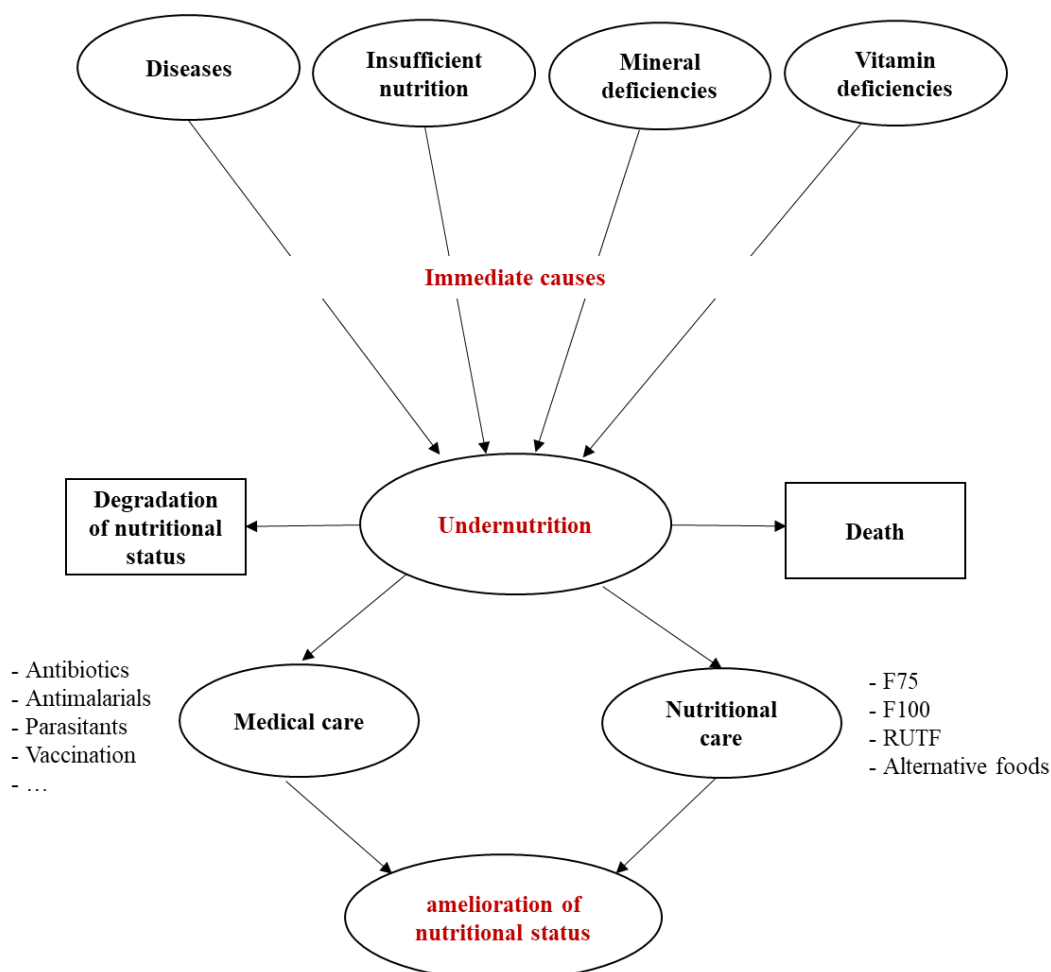 Diseases
Insufficient
nutrition
Mineral
deficiencies
Vitamin
deficiencies
Immediate causes
Degradation
of nutritional
status
Undernutrition
Death
- Antibiotics
- Antimalarials
- Parasitants
- Vaccination
- …
Medical care
Nutritional
care
- F75
- F100
- RUTF
- Alternative foods
amelioration of
nutritional status